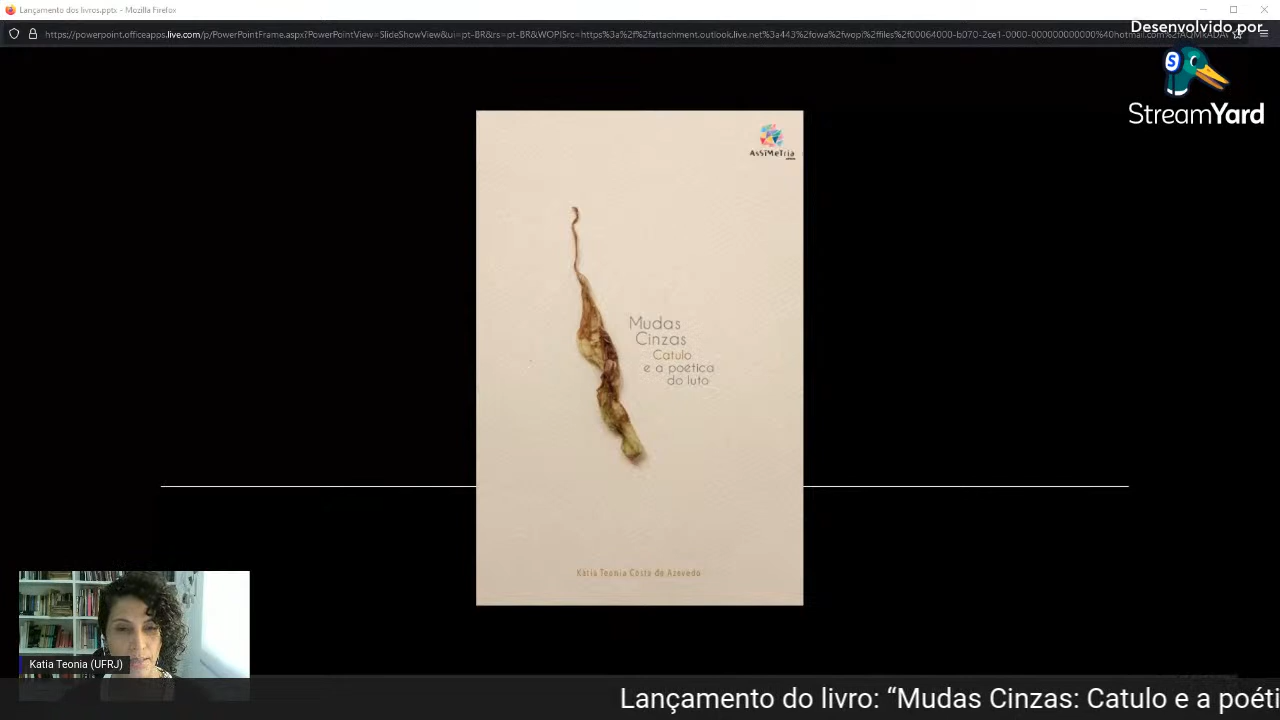 Lançamento dos livros.pptx - Mozilla Firefox
Desenvolvido por
StreamYard
ASSIMETRIA
Mudas
Cinzas
Catulo
e a poética
do luto
Katia Teonia Costa de Azevedo
Katia Teonia (UFRJ)
Lançamento do livro: “Mudas Cinzas: Catulo e a poéti